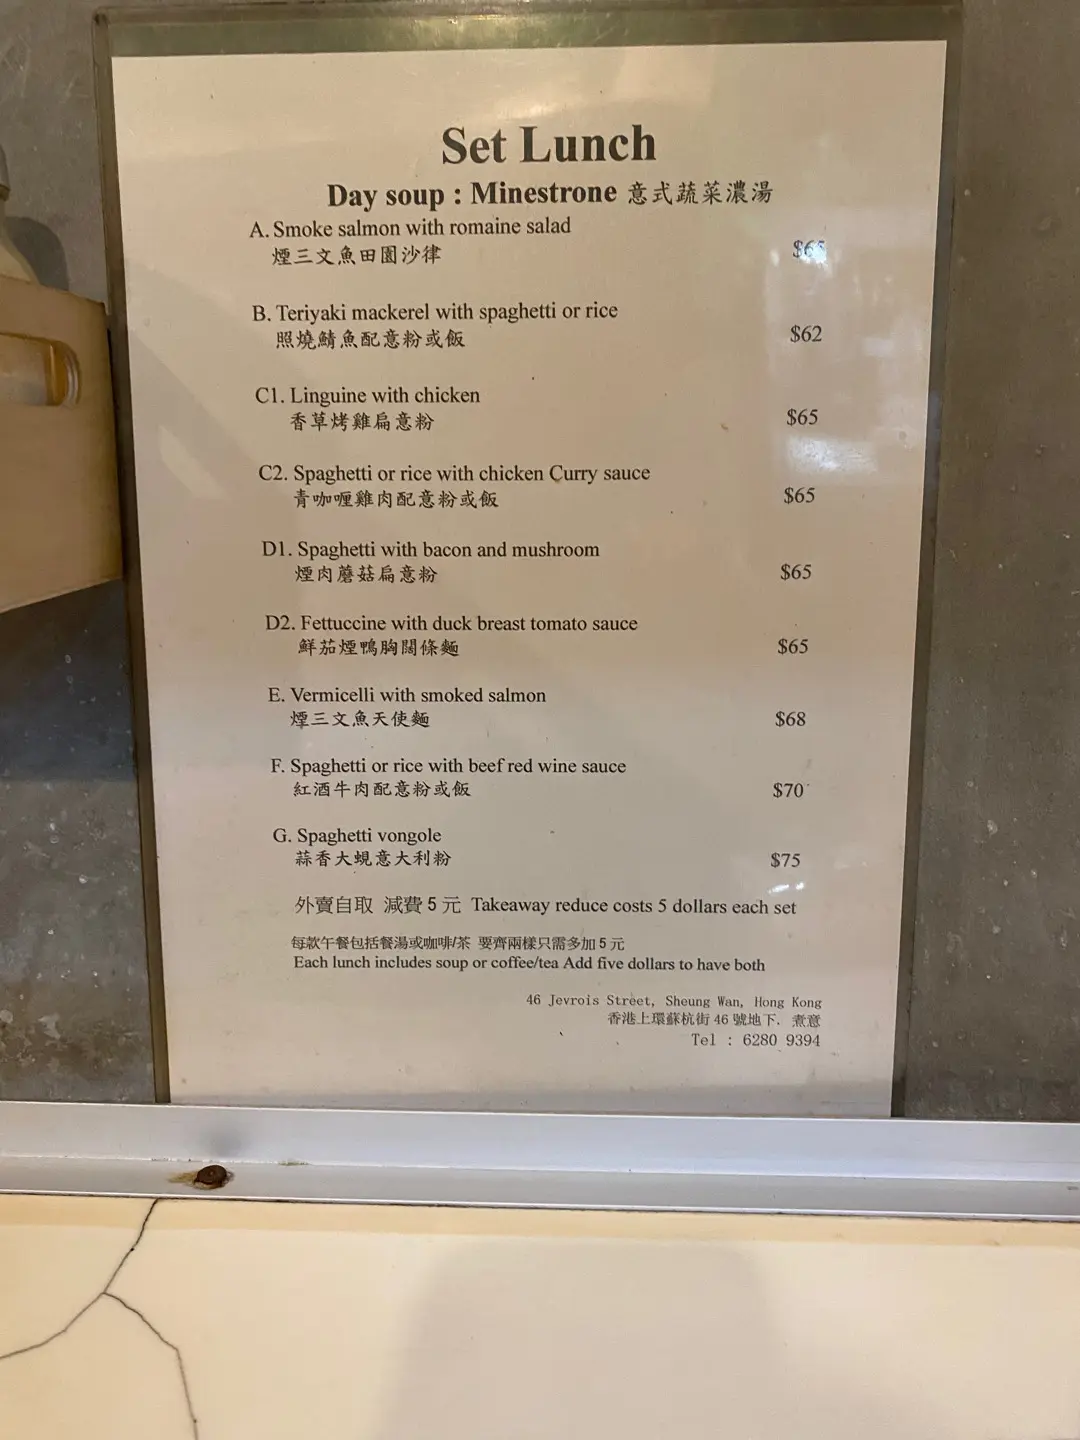 Set Lunch
Day soup : Minestrone 意式蔬菜濃湯
A. Smoke salmon with romaine salad
煙三文魚田園沙律
$65
B. Teriyaki mackerel with spaghetti or rice
照燒鯖魚配意粉或飯
$62
C1. Linguine with chicken
香草烤雞扁意粉
$65
C2. Spaghetti or rice with chicken Curry sauce
青咖喱雞肉配意粉或飯
$65
D1. Spaghetti with bacon and mushroom
煙肉蘑菇扁意粉
$65
D2. Fettuccine with duck breast tomato sauce
鮮茄煙鴨胸闊條麵
$65
E. Vermicelli with smoked salmon
煙三文魚天使麵
$68
F. Spaghetti or rice with beef red wine sauce
紅酒牛肉配意粉或飯
$70
G. Spaghetti vongole
蒜香大蜆意大利粉
$75
外賣自取 減費 5 元 Takeaway reduce costs 5 dollars each set
每款午餐包括餐湯或咖啡/茶 要齊兩樣只需多加 5 元
Each lunch includes soup or coffee/tea Add five dollars to have both
46 Jevrois Street, Sheung Wan, Hong Kong
香港上環蘇杭街 46 號地下. 煮意
Tel : 6280 9394